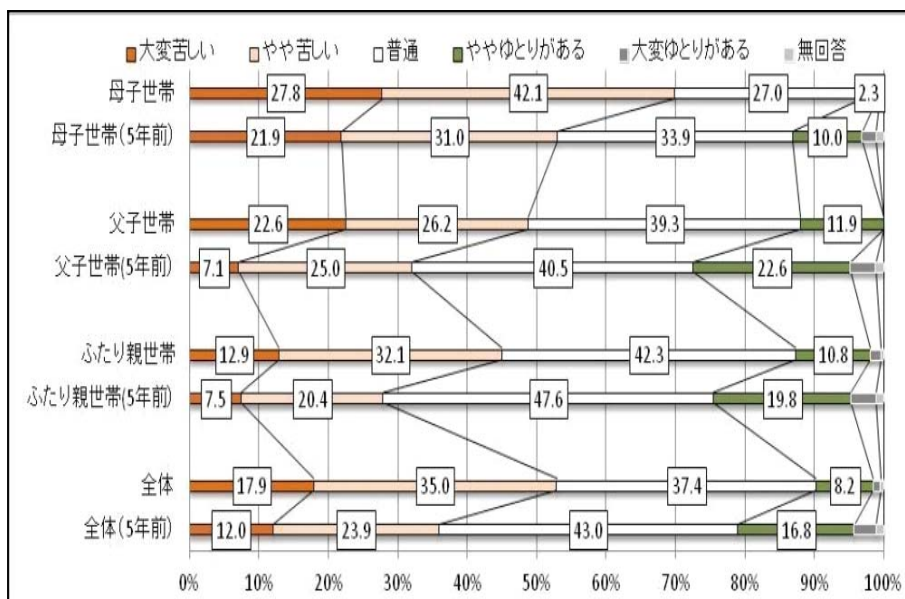 大変苦しい やや苦しい 普通 ややゆとりがある 大変ゆとりがある 無回答
母子世帯 27.8 42.1 27.0 2.3
母子世帯(5年前) 21.9 31.0 33.9 10.0
父子世帯 22.6 26.2 39.3 11.9
父子世帯(5年前) 7.1 25.0 40.5 22.6
ふたり親世帯 12.9 32.1 42.3 10.8
ふたり親世帯(5年前) 7.5 20.4 47.6 19.8
全体 17.9 35.0 37.4 8.2
全体(5年前) 12.0 23.9 43.0 16.8
0% 10% 20% 30% 40% 50% 60% 70% 80% 90% 100%